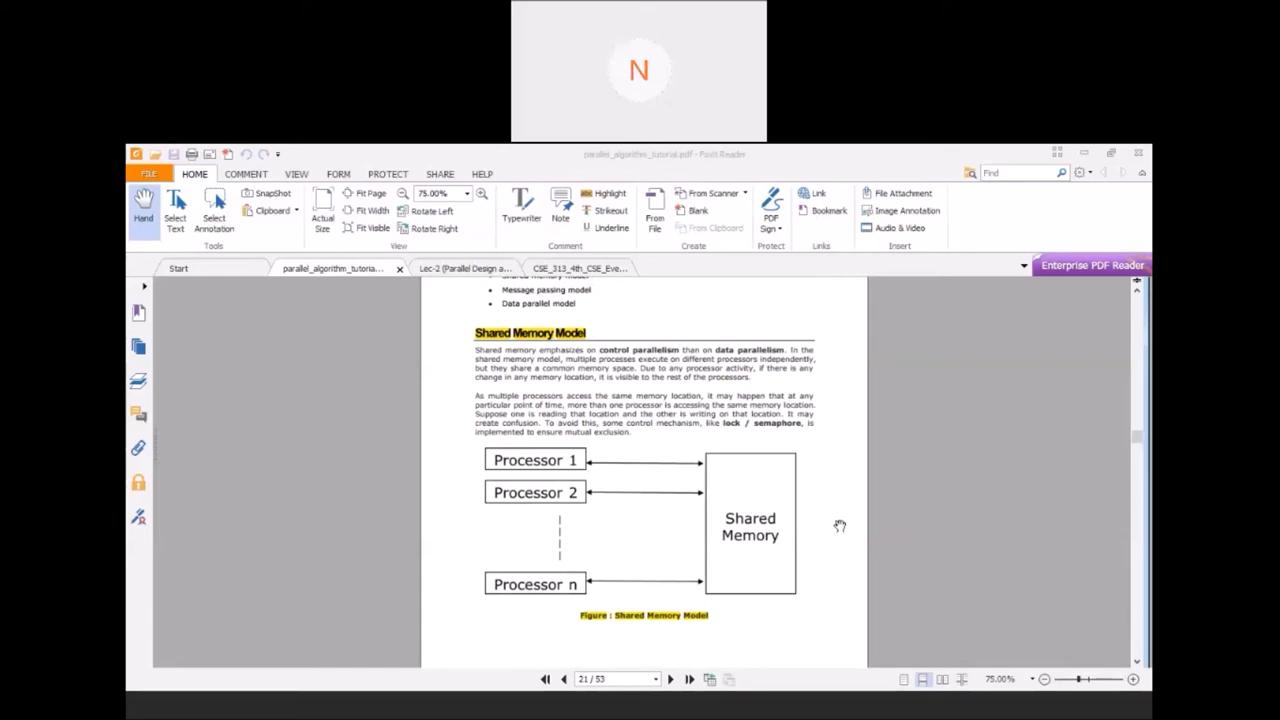 N
parallel_algorithm_tutorial.pdf - Foxit Reader
FILE HOME COMMENT VIEW FORM PROTECT SHARE HELP Find
Hand
Select Text
Select Annotation
SnapShot
Clipboard
Tools
Actual Size
Fit Page
Fit Width
Fit Visible
75.00%
Rotate Left
Rotate Right
View
Typewriter
Note
Highlight
Strikeout
Underline
Comment
From File
From Scanner
Blank
From Clipboard
Create
PDF Sign
Protect
Link
Bookmark
Links
File Attachment
Image Annotation
Audio & Video
Insert
Start parallel_algorithm_tutoria... Lec-2 (Parallel Design a... CSE_313_4th_CSE_Eve... Enterprise PDF Reader
• Message passing model
• Data parallel model
Shared Memory Model
Shared memory emphasizes on control parallelism than on data parallelism. In the
shared memory model, multiple processes execute on different processors independently,
but they share a common memory space. Due to any processor activity, if there is any
change in any memory location, it is visible to the rest of the processors.
As multiple processors access the same memory location, it may happen that at any
particular point of time, more than one processor is accessing the same memory location.
Suppose one is reading that location and the other is writing on that location. It may
create confusion. To avoid this, some control mechanism, like lock / semaphore, is
implemented to ensure mutual exclusion.
Processor 1
Processor 2
Processor n
Shared
Memory
Figure : Shared Memory Model
21 / 53
75.00%